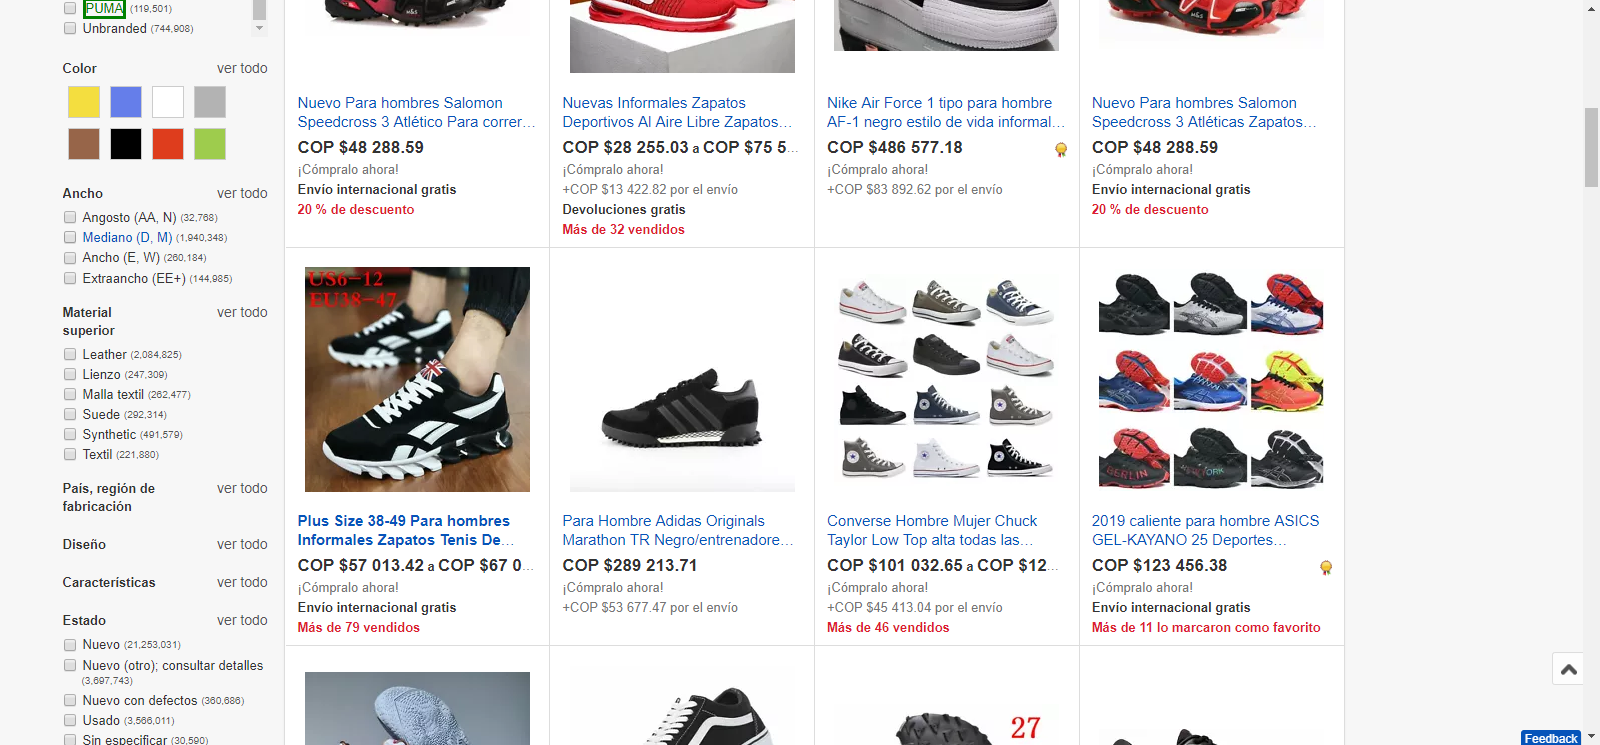 PUMA (119,501)
Unbranded (744,908)
Color ver todo
Ancho ver todo
Angosto (AA, N) (32,768)
Mediano (D, M) (1,940,348)
Ancho (E, W) (260,184)
Extraancho (EE+) (144,985)
Material superior ver todo
Leather (2,084,825)
Lienzo (247,309)
Malla textil (262,477)
Suede (292,314)
Synthetic (491,579)
Textil (221,880)
País, región de fabricación ver todo
Diseño ver todo
Características ver todo
Estado ver todo
Nuevo (21,253,031)
Nuevo (otro); consultar detalles
(3,697,743)
Nuevo con defectos (360,686)
Usado (3,566,011)
Sin especificar (30,590)
Nuevo Para hombres Salomon
Speedcross 3 Atlético Para correr...
COP $48 288.59
¡Cómpralo ahora!
Envío internacional gratis
20 % de descuento
Nuevas Informales Zapatos
Deportivos Al Aire Libre Zapatos...
COP $28 255.03 a COP $75 5...
¡Cómpralo ahora!
+COP $13 422.82 por el envío
Devoluciones gratis
Más de 32 vendidos
Nike Air Force 1 tipo para hombre
AF-1 negro estilo de vida informal...
COP $486 577.18
¡Cómpralo ahora!
+COP $83 892.62 por el envío
Nuevo Para hombres Salomon
Speedcross 3 Atléticas Zapatos...
COP $48 288.59
¡Cómpralo ahora!
Envío internacional gratis
20 % de descuento
US6-12
EU38-47
Plus Size 38-49 Para hombres
Informales Zapatos Tenis De...
COP $57 013.42 a COP $67 0...
¡Cómpralo ahora!
Envío internacional gratis
Más de 79 vendidos
Para Hombre Adidas Originals
Marathon TR Negro/entrenadore...
COP $289 213.71
¡Cómpralo ahora!
+COP $53 677.47 por el envío
Converse Hombre Mujer Chuck
Taylor Low Top alta todas las...
COP $101 032.65 a COP $12...
¡Cómpralo ahora!
+COP $45 413.04 por el envío
Más de 46 vendidos
BERLIN
2019 caliente para hombre ASICS
GEL-KAYANO 25 Deportes...
COP $123 456.38
¡Cómpralo ahora!
Envío internacional gratis
Más de 11 lo marcaron como favorito
27
Feedback